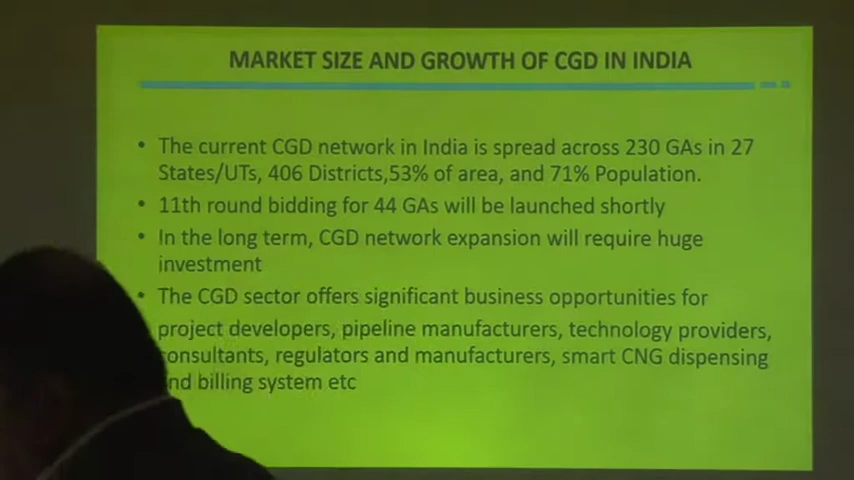 MARKET SIZE AND GROWTH OF CGD IN INDIA
• The current CGD network in India is spread across 230 GAs in 27
States/UTs, 406 Districts,53% of area, and 71% Population.
• 11th round bidding for 44 GAs will be launched shortly
• In the long term, CGD network expansion will require huge
investment
• The CGD sector offers significant business opportunities for
project developers, pipeline manufacturers, technology providers,
onsultants, regulators and manufacturers, smart CNG dispensing
nd billing system etc